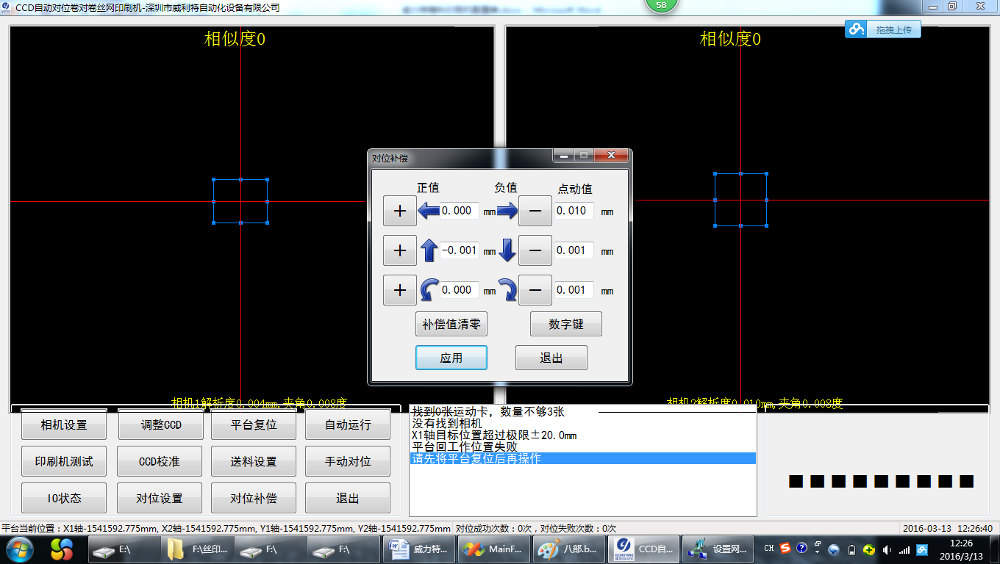 CCD自动对位卷对卷丝网印刷机-深圳市威利特自动化设备有限公司
58
拖拽上传
相似度0
相似度0
对位补偿
正值 负值 点动值
+ 0.000 mm − 0.010 mm
+ -0.001 mm − 0.001 mm
+ 0.000 mm − 0.001 mm
补偿值清零 数字键
应用 退出
相机1解析度0.004mm,夹角0.008度
相机2解析度0.010mm,夹角0.008度
相机设置 调整CCD 平台复位 自动运行
印刷机测试 CCD校准 送料设置 手动对位
IO状态 对位设置 对位补偿 退出
找到0张运动卡，数量不够3张
没有找到相机
X1轴目标位置超过极限±20.0mm
平台回工作位置失败
请先将平台复位后再操作
平台当前位置：X1轴-1541592.775mm, X2轴-1541592.775mm, Y1轴-1541592.775mm, Y2轴-1541592.775mm 对位成功次数：0次，对位失败次数：0次 2016-03-13 12:26:40
E:\ F:\丝印... F:\ F:\ 威力特... MainF... 八部.b... CCD自... 设置网... CH 12:26
2016/3/13